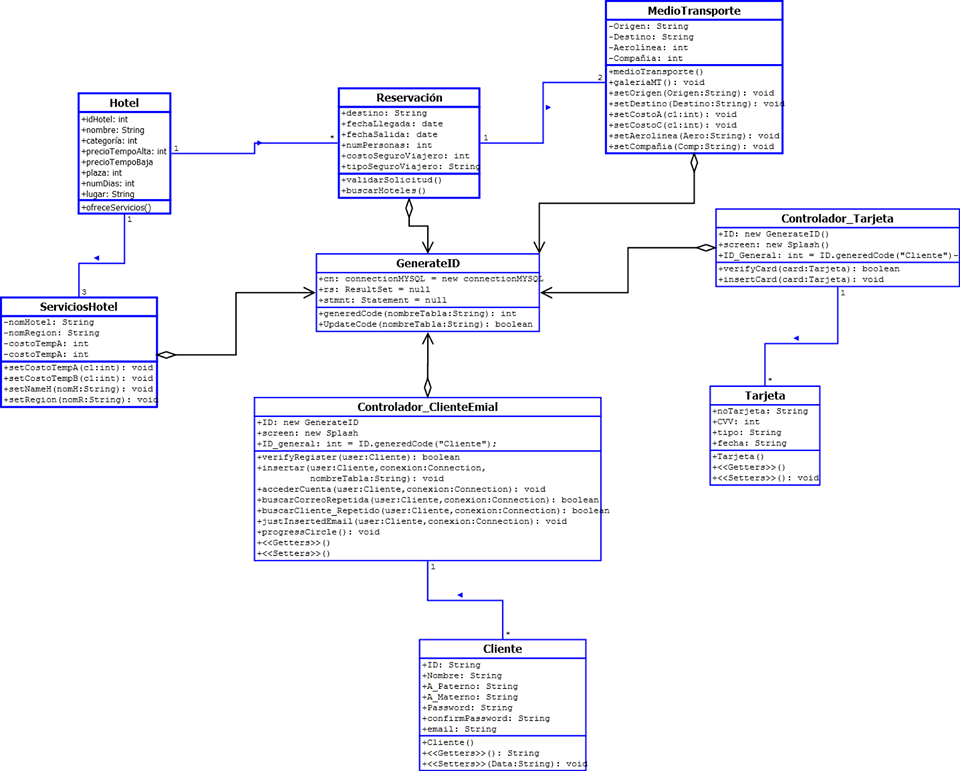 MedioTransporte
-Origen: String
-Destino: String
-Aerolínea: int
-Compañia: int
+medioTransporte()
+galeriaMT(): void
+setOrigen(Origen:String): void
+setDestino(Destino:String): void
+setCostoA(c1:int): void
+setCostoC(c1:int): void
+setAerolinea(Aero:String): void
+setCompañia(Comp:String): void
2
Hotel
+idHotel: int
+nombre: String
+categoría: int
+precioTempoAlta: int
+precioTempoBaja
+plaza: int
+numDias: int
+lugar: String
+ofreceServicios()
1
*
1
Reservación
+destino: String
+fechaLlegada: date
+fechaSalida: date
+numPersonas: int
+costoSeguroViajero: int
+tipoSeguroViajero: String
+validarSolicitud()
+buscarHoteles()
1
Controlador_Tarjeta
+ID: new GenerateID()
+screen: new Splash()
+ID_General: int = ID.generedCode("Cliente")-
+verifyCard(card:Tarjeta): boolean
+insertCard(card:Tarjeta): void
1
GenerateID
+cn: connectionMYSQL = new connectionMYSQL
+rs: ResultSet = null
+stmnt: Statement = null
+generedCode(nombreTabla:String): int
+UpdateCode(nombreTabla:String): boolean
3
ServiciosHotel
-nomHotel: String
-nomRegion: String
-costoTempA: int
-costoTempA: int
+setCostoTempA(c1:int): void
+setCostoTempB(c1:int): void
+setNameH(nomH:String): void
+setRegion(nomR:String): void
*
Tarjeta
+noTarjeta: String
+CVV: int
+tipo: String
+fecha: String
+Tarjeta()
+<<Getters>>()
+<<Setters>>(): void
Controlador_ClienteEmial
+ID: new GenerateID
+screen: new Splash
+ID_general: int = ID.generedCode("Cliente");
+verifyRegister(user:Cliente): boolean
+insertar(user:Cliente,conexion:Connection,
nombreTabla:String): void
+accederCuenta(user:Cliente,conexion:Connection): void
+buscarCorreoRepetida(user:Cliente,conexion:Connection): boolean
+buscarCliente_Repetido(user:Cliente,conexion:Connection): boolean
+justInsertedEmail(user:Cliente,conexion:Connection): void
+progressCircle(): void
+<<Getters>>()
+<<Setters>>()
1
*
Cliente
+ID: String
+Nombre: String
+A_Paterno: String
+A_Materno: String
+Password: String
+confirmPassword: String
+email: String
+Cliente()
+<<Getters>>(): String
+<<Setters>>(Data:String): void